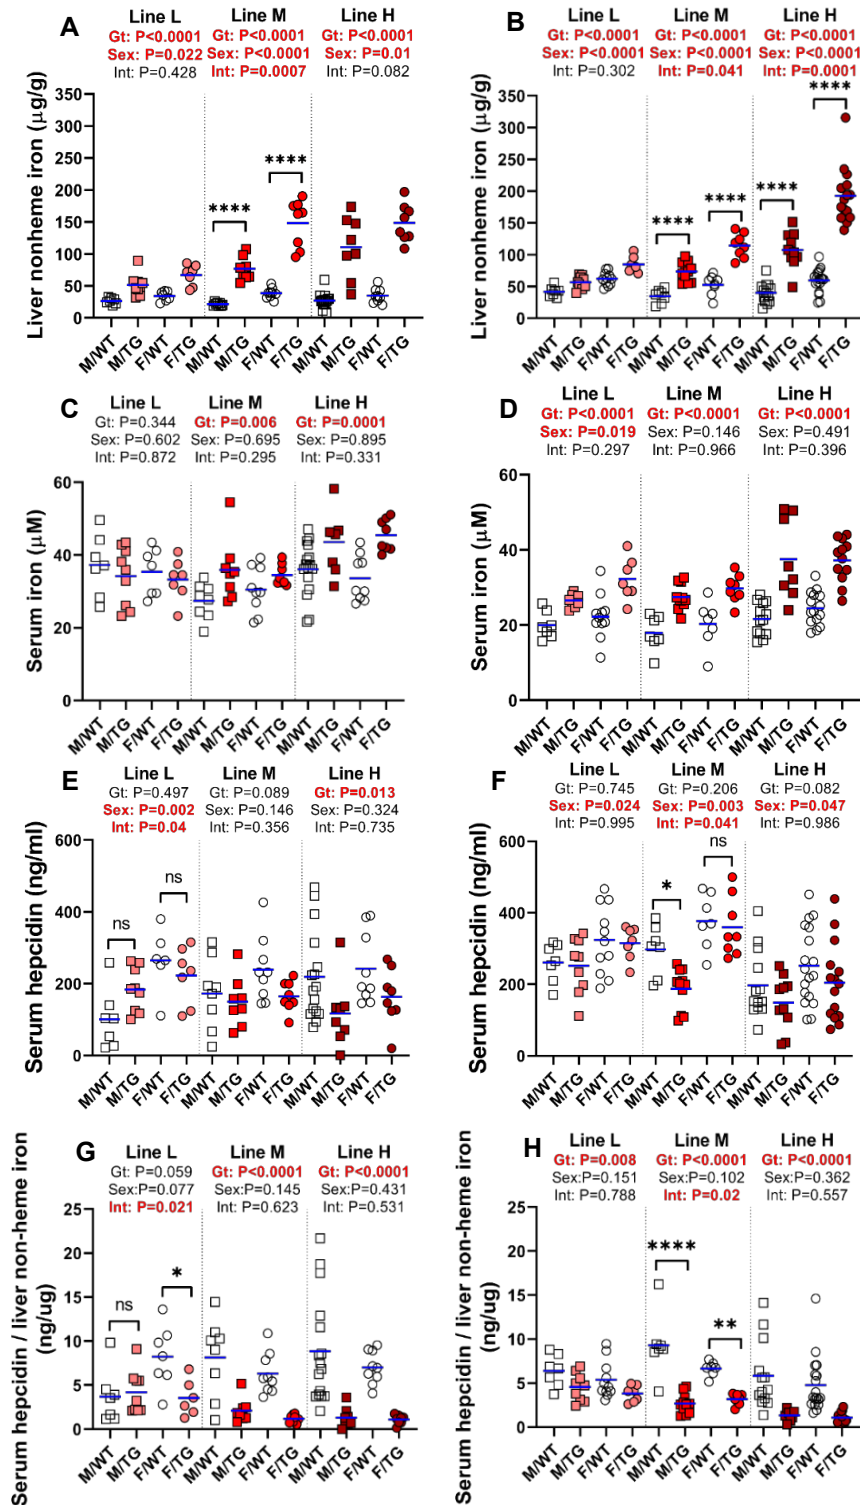 A
Line L Line M Line H
Gt: P<0.0001 Gt: P<0.0001 Gt: P<0.0001
Sex: P=0.022 Sex: P<0.0001 Sex: P=0.01
Int: P=0.428 Int: P=0.0007 Int: P=0.082
Liver nonheme iron (µg/g)
350
300
250
200
150
100
50
0
**** ****
M/WT M/TG F/WT F/TG M/WT M/TG F/WT F/TG M/WT M/TG F/WT F/TG
B
Line L Line M Line H
Gt: P<0.0001 Gt: P<0.0001 Gt: P<0.0001
Sex: P<0.0001 Sex: P<0.0001 Sex: P<0.0001
Int: P=0.302 Int: P=0.041 Int: P=0.0001
Liver nonheme iron (µg/g)
350
300
250
200
150
100
50
0
**** **** **** ****
M/WT M/TG F/WT F/TG M/WT M/TG F/WT F/TG M/WT M/TG F/WT F/TG
C
Line L Line M Line H
Gt: P=0.344 Gt: P=0.006 Gt: P=0.0001
Sex: P=0.602 Sex: P=0.695 Sex: P=0.895
Int: P=0.872 Int: P=0.295 Int: P=0.331
Serum iron (µM)
60
40
20
0
M/WT M/TG F/WT F/TG M/WT M/TG F/WT F/TG M/WT M/TG F/WT F/TG
D
Line L Line M Line H
Gt: P<0.0001 Gt: P<0.0001 Gt: P<0.0001
Sex: P=0.019 Sex: P=0.146 Sex: P=0.491
Int: P=0.297 Int: P=0.966 Int: P=0.396
Serum iron (µM)
60
40
20
0
M/WT M/TG F/WT F/TG M/WT M/TG F/WT F/TG M/WT M/TG F/WT F/TG
E
Line L Line M Line H
Gt: P=0.497 Gt: P=0.089 Gt: P=0.013
Sex: P=0.002 Sex: P=0.146 Sex: P=0.324
Int: P=0.04 Int: P=0.356 Int: P=0.735
Serum hepcidin (ng/ml)
600
400
200
0
ns ns
M/WT M/TG F/WT F/TG M/WT M/TG F/WT F/TG M/WT M/TG F/WT F/TG
F
Line L Line M Line H
Gt: P=0.745 Gt: P=0.206 Gt: P=0.082
Sex: P=0.024 Sex: P=0.003 Sex: P=0.047
Int: P=0.995 Int: P=0.041 Int: P=0.986
Serum hepcidin (ng/ml)
600
400
200
0
* ns
M/WT M/TG F/WT F/TG M/WT M/TG F/WT F/TG M/WT M/TG F/WT F/TG
G
Line L Line M Line H
Gt: P=0.059 Gt: P<0.0001 Gt: P<0.0001
Sex:P=0.077 Sex:P=0.145 Sex:P=0.431
Int: P=0.021 Int: P=0.623 Int: P=0.531
Serum hepcidin / liver non-heme iron
(ng/ug)
25
20
15
10
5
0
ns *
M/WT M/TG F/WT F/TG M/WT M/TG F/WT F/TG M/WT M/TG F/WT F/TG
H
Line L Line M Line H
Gt: P=0.008 Gt: P<0.0001 Gt: P<0.0001
Sex:P=0.151 Sex:P=0.102 Sex:P=0.362
Int: P=0.788 Int: P=0.02 Int: P=0.557
Serum hepcidin / liver non-heme iron
(ng/ug)
25
20
15
10
5
0
**** **
M/WT M/TG F/WT F/TG M/WT M/TG F/WT F/TG M/WT M/TG F/WT F/TG